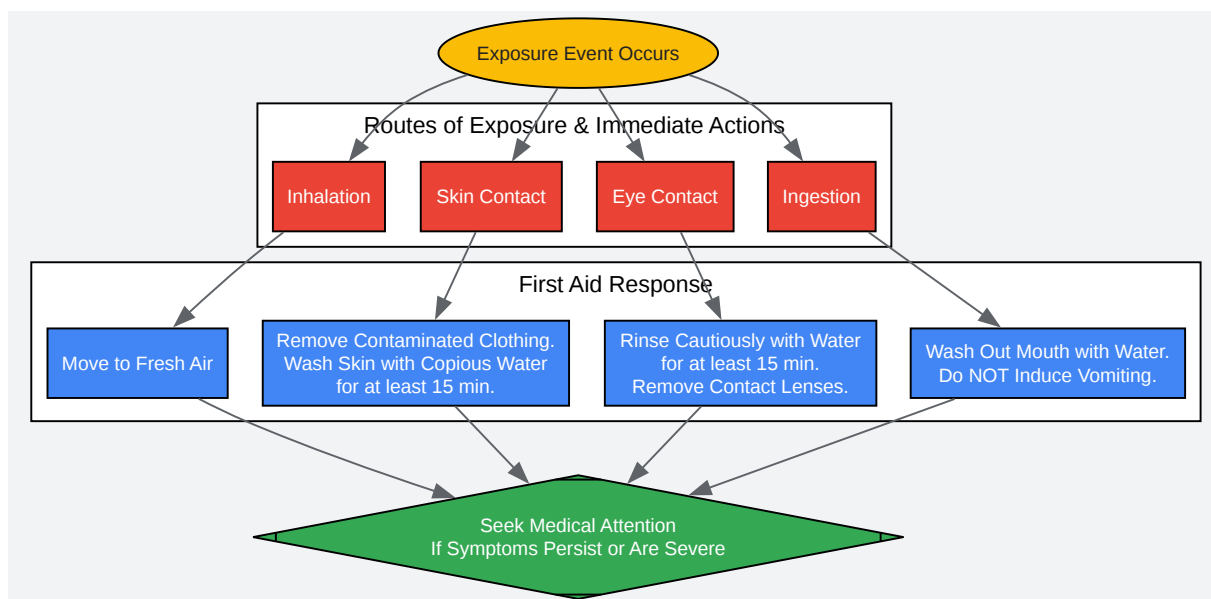 Exposure Event Occurs
Routes of Exposure & Immediate Actions
Inhalation
Skin Contact
Eye Contact
Ingestion
First Aid Response
Move to Fresh Air
Remove Contaminated Clothing.
Wash Skin with Copious Water
for at least 15 min.
Rinse Cautiously with Water
for at least 15 min.
Remove Contact Lenses.
Wash Out Mouth with Water.
Do NOT Induce Vomiting.
Seek Medical Attention
If Symptoms Persist or Are Severe